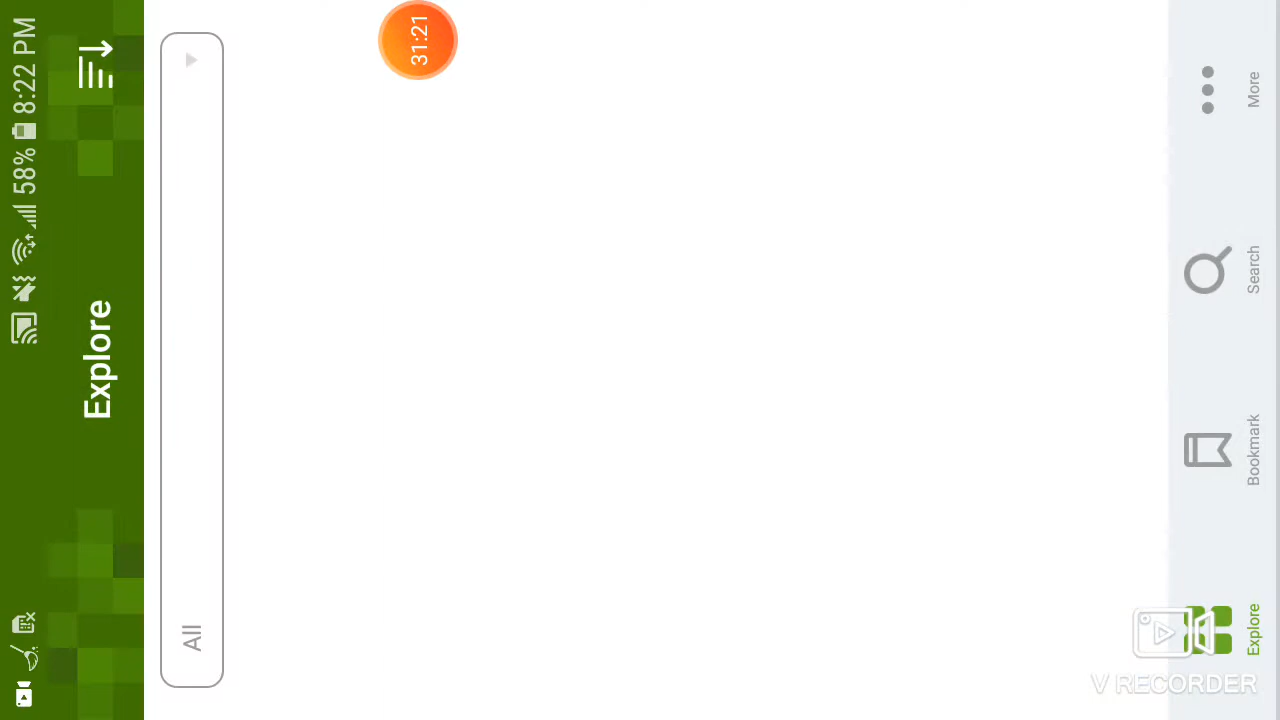 58% 8:22 PM
Explore
All
31:21
Explore
Bookmark
Search
More
V RECORDER